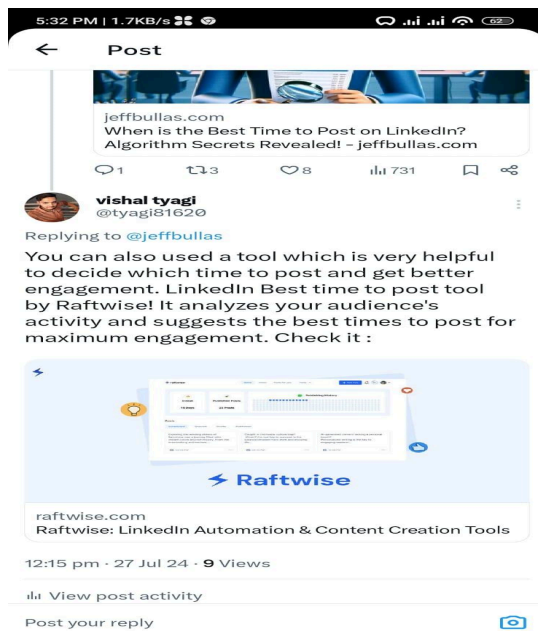 5:32 PM | 1.7KB/s
62
Post
jeffbullas.com
When is the Best Time to Post on LinkedIn?
Algorithm Secrets Revealed! - jeffbullas.com
1 3 8 731
vishal tyagi
@tyagi81620
Replying to @jeffbullas
You can also used a tool which is very helpful
to decide which time to post and get better
engagement. LinkedIn Best time to post tool
by Raftwise! It analyzes your audience's
activity and suggests the best times to post for
maximum engagement. Check it :
Raftwise
raftwise.com
Raftwise: LinkedIn Automation & Content Creation Tools
12:15 pm · 27 Jul 24 · 9 Views
View post activity
Post your reply